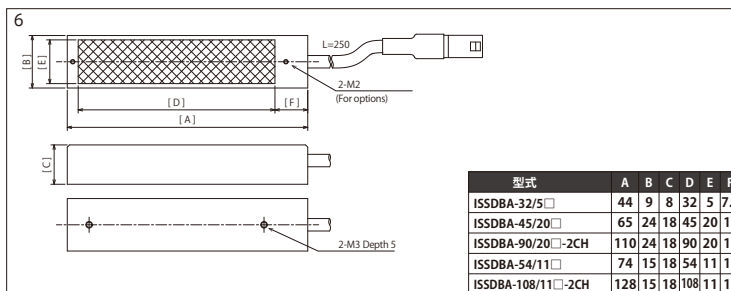 6
L=250
[B]
[E]
[D]
[F]
2-M2
(For options)
[A]
[C]
2-M3 Depth 5
型式 A B C D E
ISSDBA-32/5□ 44 9 8 32 5
ISSDBA-45/20□ 65 24 18 45 20
ISSDBA-90/20□-2CH 110 24 18 90 20
ISSDBA-54/11□ 74 15 18 54 11
ISSDBA-108/11□-2CH 128 15 18 108 11